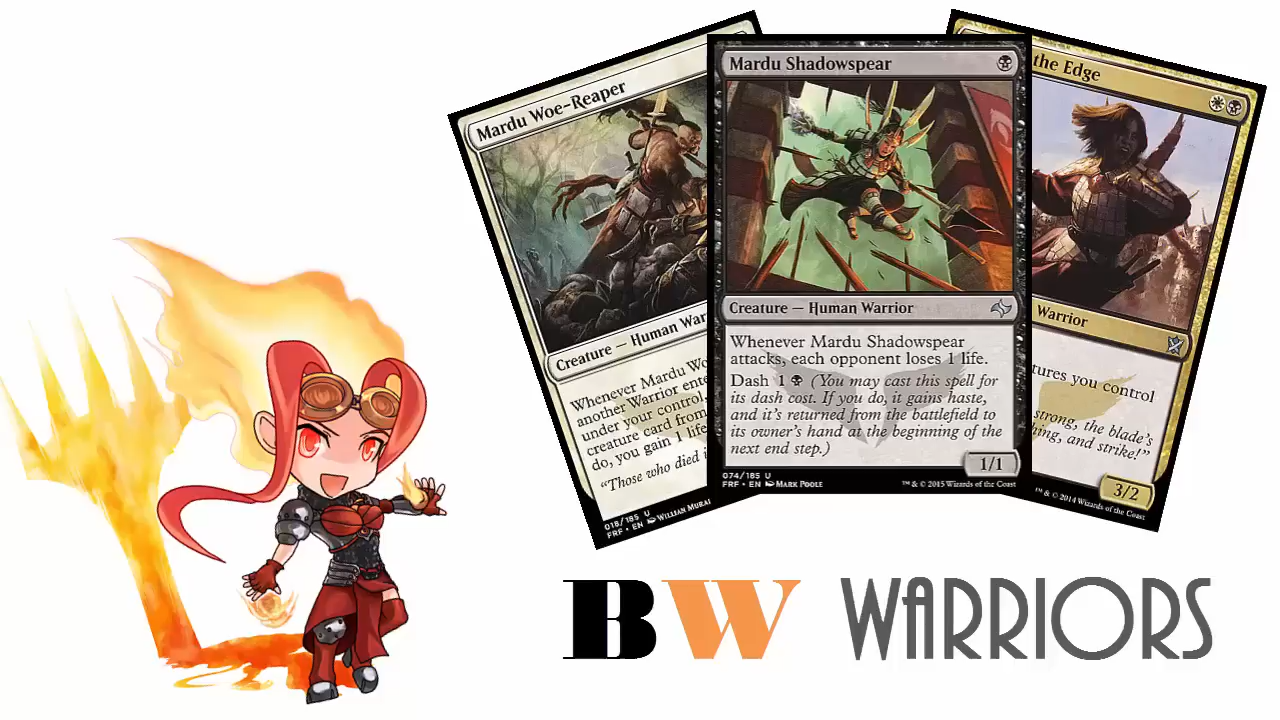 Mardu Woe-Reaper
Creature — Human War
Whenever Mardu Wo
another Warrior ente
under your control,
creature card from
do, you gain 1 life
“Those who died i
018/185 U
FRF • EN WILLIAN MURAI
Mardu Shadowspear
Creature — Human Warrior
Whenever Mardu Shadowspear
attacks, each opponent loses 1 life.
Dash 1 (You may cast this spell for
its dash cost. If you do, it gains haste,
and it's returned from the battlefield to
its owner's hand at the beginning of the
next end step.)
1/1
074/185 U
FRF • EN MARK POOLE
™ & © 2015 Wizards of the Coast
the Edge
Warrior
tures you control
strong, the blade's
hing, and strike!”
3/2
™ & © 2014 Wizards of the Coast
BW WARRIORS